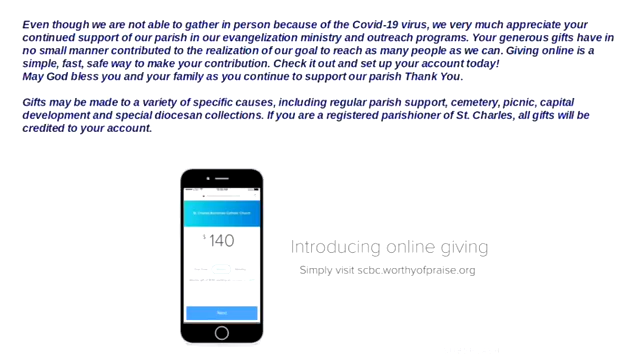 Even though we are not able to gather in person because of the Covid-19 virus, we very much appreciate your
continued support of our parish in our evangelization ministry and outreach programs. Your generous gifts have in
no small manner contributed to the realization of our goal to reach as many people as we can. Giving online is a
simple, fast, safe way to make your contribution. Check it out and set up your account today!
May God bless you and your family as you continue to support our parish Thank You.
Gifts may be made to a variety of specific causes, including regular parish support, cemetery, picnic, capital
development and special diocesan collections. If you are a registered parishioner of St. Charles, all gifts will be
credited to your account.
$ 140
Introducing online giving
Simply visit scbc.worthyofpraise.org